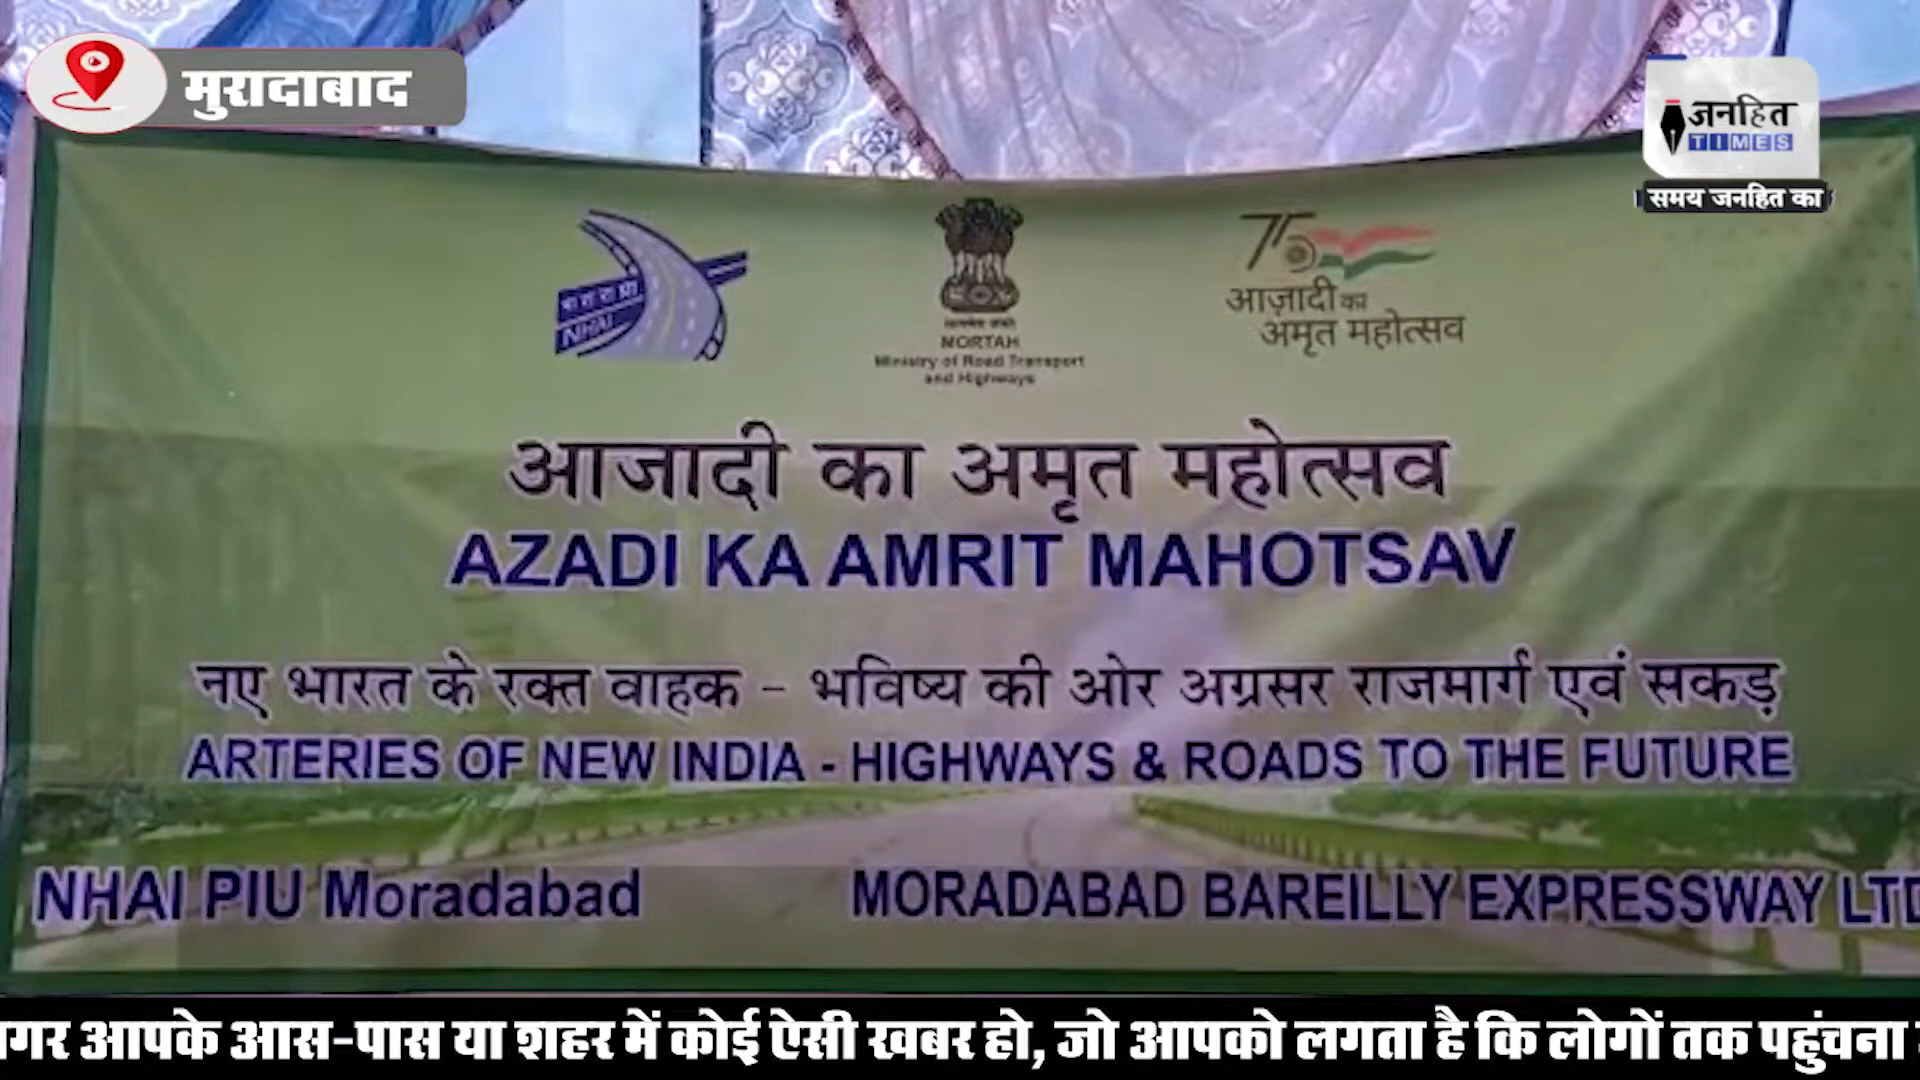 मुरादाबाद
जनहित
TIMES
समय जनहित का
भा रा रा प्रा
NHAI
75
आज़ादी का
अमृत महोत्सव
MORTAH
Ministry of Road Transport
and Highways
आजादी का अमृत महोत्सव
AZADI KA AMRIT MAHOTSAV
नए भारत के रक्त वाहक - भविष्य की ओर अग्रसर राजमार्ग एवं सकड़
ARTERIES OF NEW INDIA - HIGHWAYS & ROADS TO THE FUTURE
NHAI PIU Moradabad
MORADABAD BAREILLY EXPRESSWAY LTD
गर आपके आस-पास या शहर में कोई ऐसी खबर हो, जो आपको लगता है कि लोगों तक पहुंचना